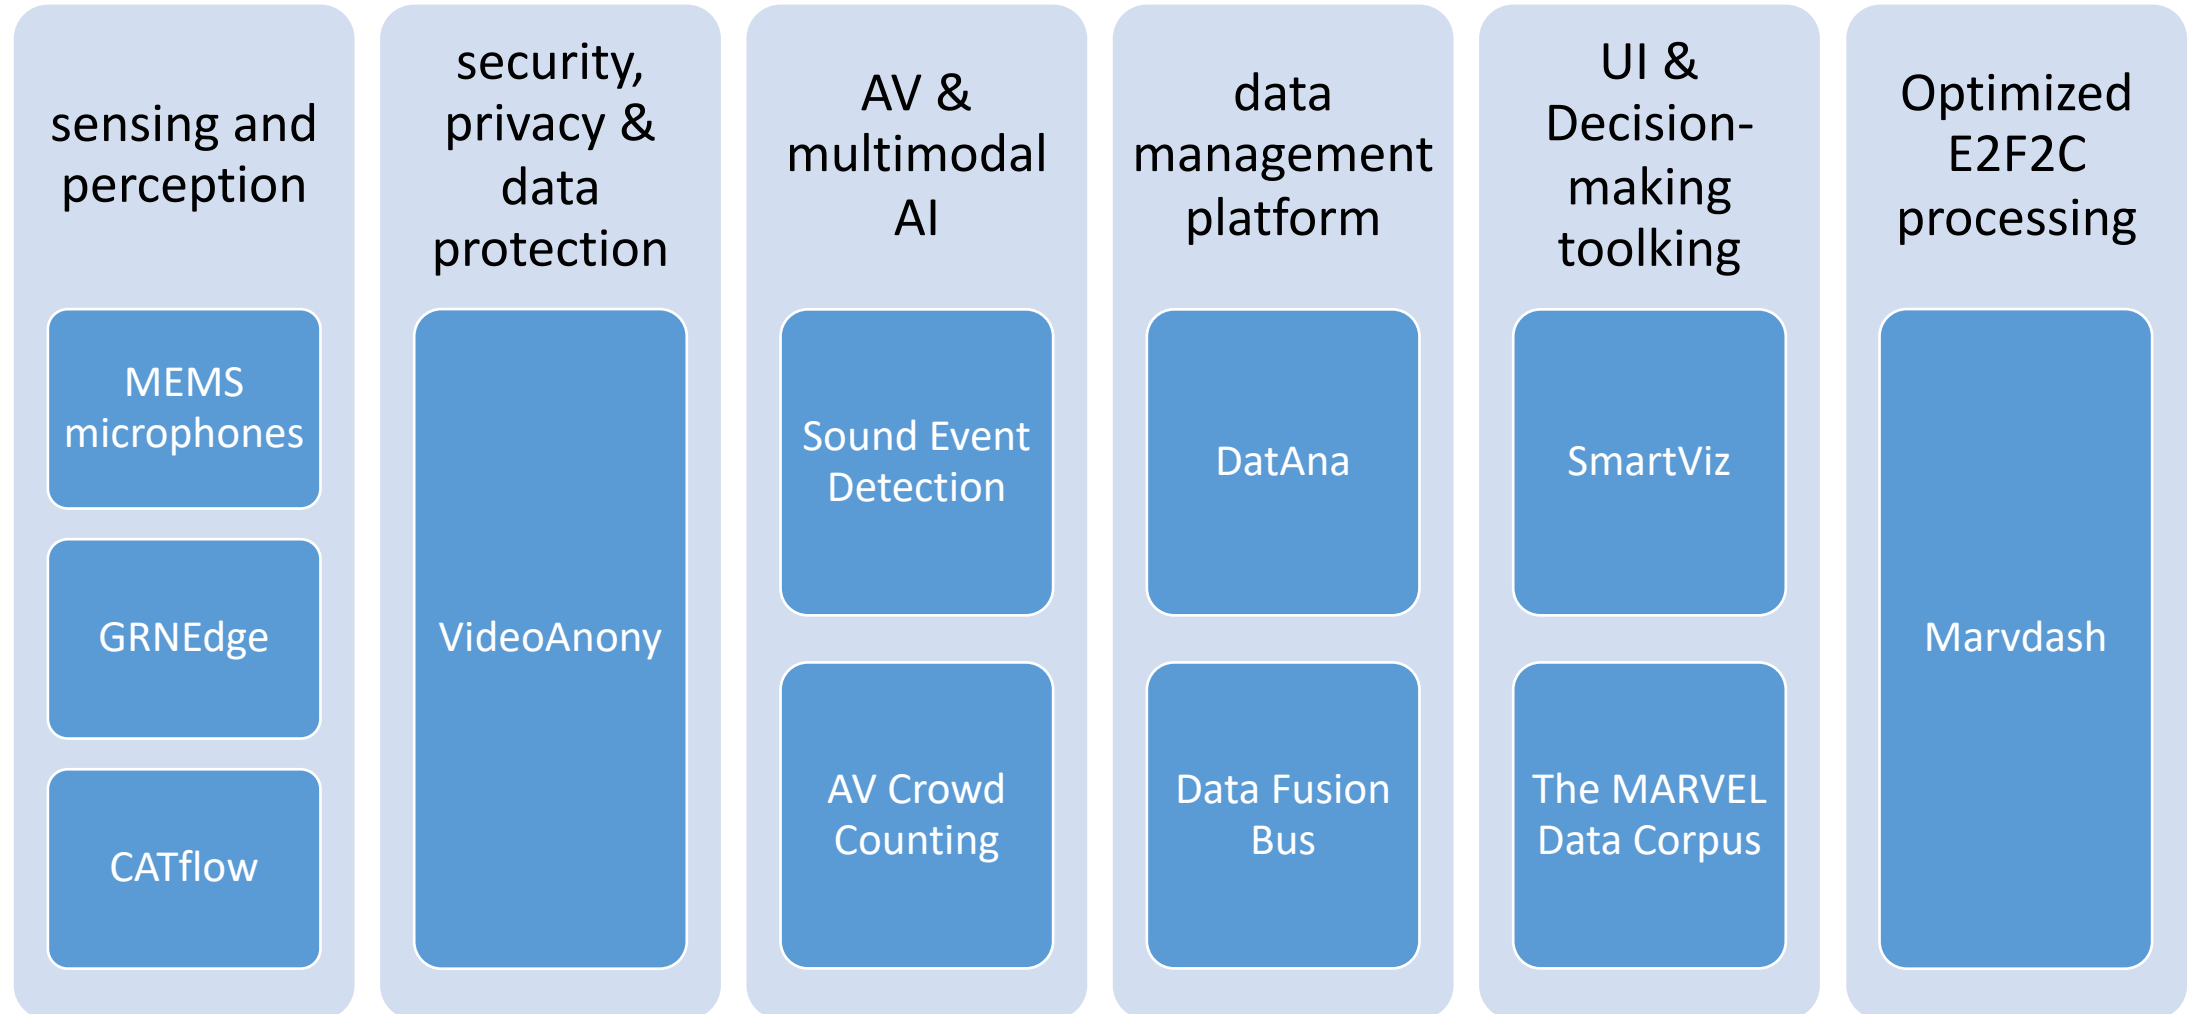 sensing and
perception
MEMS
microphones
GRNEdge
CATflow
security,
privacy &
data
protection
VideoAnony
AV &
multimodal
AI
Sound Event
Detection
AV Crowd
Counting
data
management
platform
DatAna
Data Fusion
Bus
UI &
Decision-
making
toolking
SmartViz
The MARVEL
Data Corpus
Optimized
E2F2C
processing
Marvdash